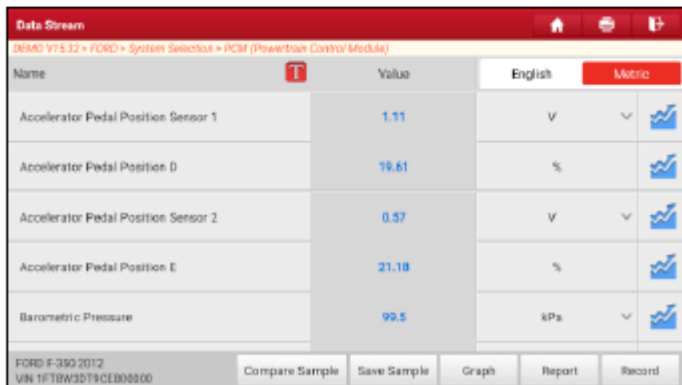 Data Stream
DEMO V15.32 > FORD > System Selection > PCM (Powertrain Control Module)
Name T Value English Metric
Accelerator Pedal Position Sensor 1 1.11 V
Accelerator Pedal Position D 19.61 %
Accelerator Pedal Position Sensor 2 0.57 V
Accelerator Pedal Position E 21.18 %
Barometric Pressure 99.5 kPa
FORD F-350 2012
VIN 1FT8W3DT9CEB00000
Compare Sample Save Sample Graph Report Record